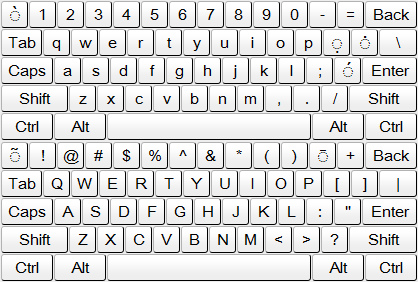 ◌̀ 1 2 3 4 5 6 7 8 9 0 - = Back
Tab q w e r t y u i o p ◌̣ ◌̇ \
Caps a s d f g h j k l ; ◌́ Enter
Shift z x c v b n m , . / Shift
Ctrl Alt Alt Ctrl
◌̃ ! @ # $ % ^ & * ( ) ◌̄ + Back
Tab Q W E R T Y U I O P [ ] |
Caps A S D F G H J K L : " Enter
Shift Z X C V B N M < > ? Shift
Ctrl Alt Alt Ctrl